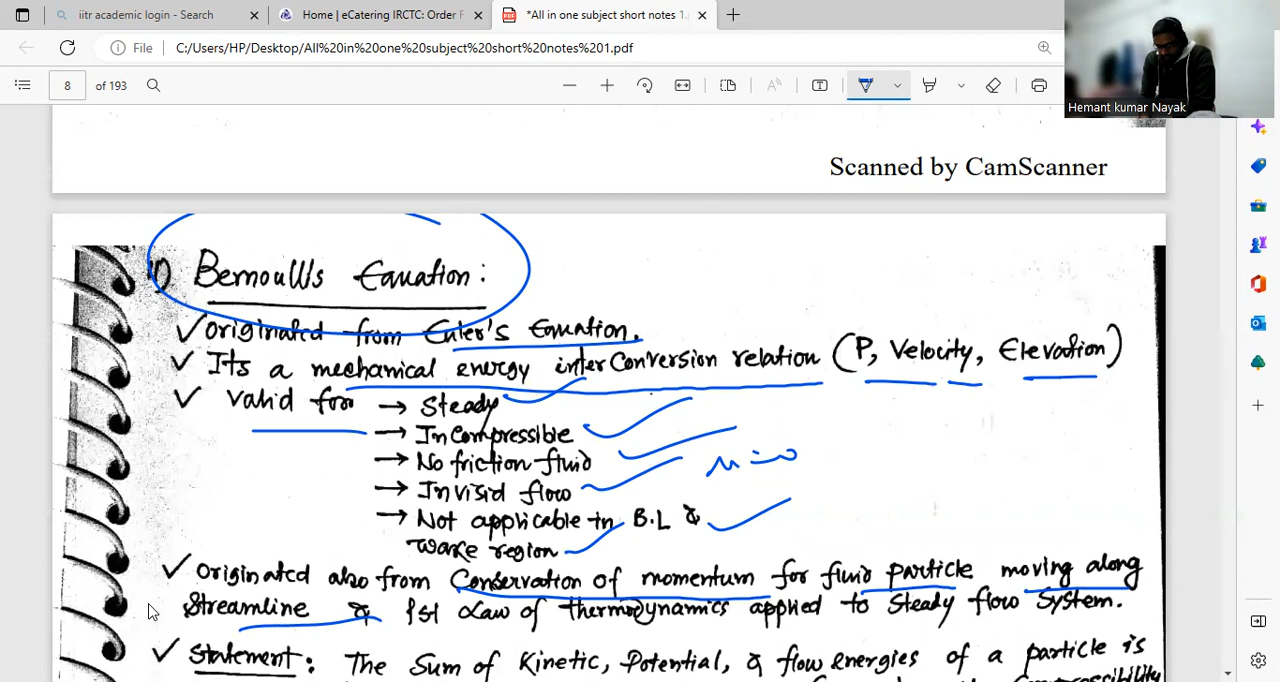 iitr academic login - Search
Home | eCatering IRCTC: Order F
*All in one subject short notes 1.p
File
C:/Users/HP/Desktop/All%20in%20one%20subject%20short%20notes%201.pdf
8 of 193
Hemant kumar Nayak
Scanned by CamScanner
1) Bernoulli's Equation:
✓ originated from Euler's Equation.
✓ Its a mechanical energy interConversion relation (P, Velocity, Elevation)
✓ Valid for → Steady
→ Incompressible
→ No friction fluid
μ=0
→ Invisid flow
→ Not applicable in B.L &
Wake region
✓ Originated also from Conservation of momentum for fluid particle moving along
Streamline & 1st Law of thermodynamics applied to Steady flow System.
✓ Statement: The Sum of Kinetic, Potential, & flow energies of a particle is